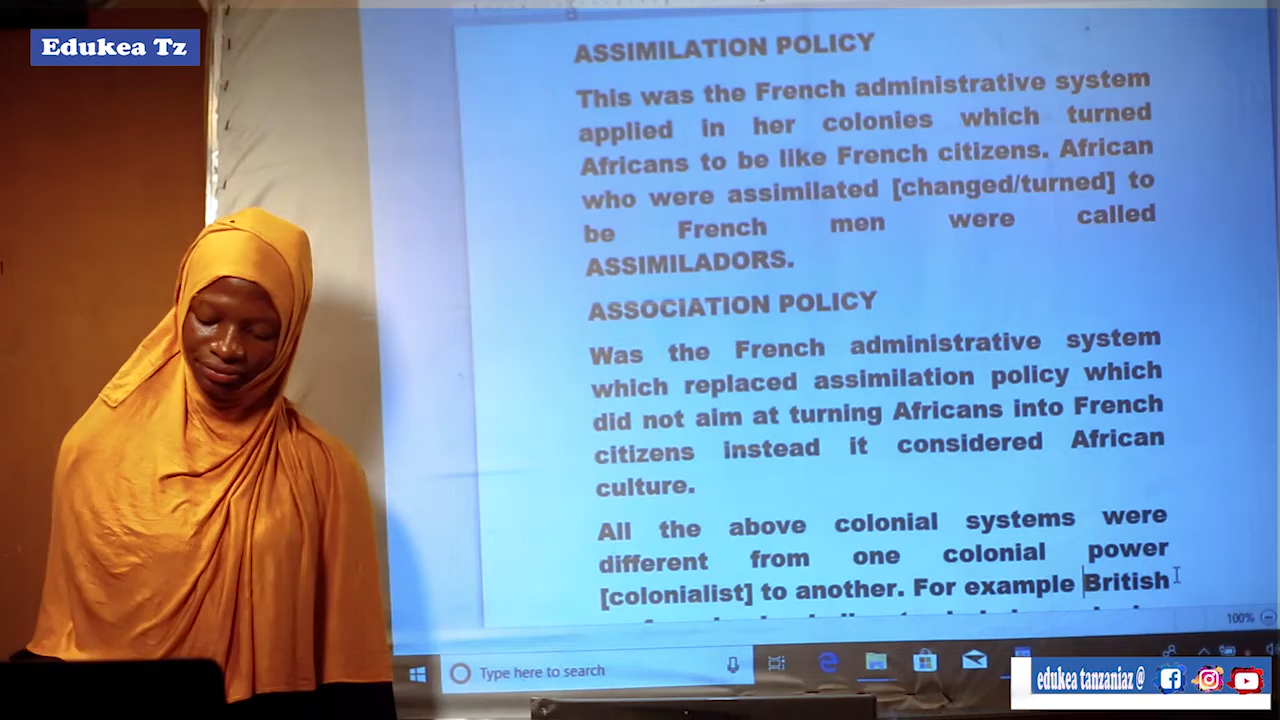 Edukea Tz
ASSIMILATION POLICY
This was the French administrative system
applied in her colonies which turned
Africans to be like French citizens. African
who were assimilated [changed/turned] to
be French men were called
ASSIMILADORS.
ASSOCIATION POLICY
Was the French administrative system
which replaced assimilation policy which
did not aim at turning Africans into French
citizens instead it considered African
culture.
All the above colonial systems were
different from one colonial power
[colonialist] to another. For example British
100%
Type here to search
edukea tanzaniaz @